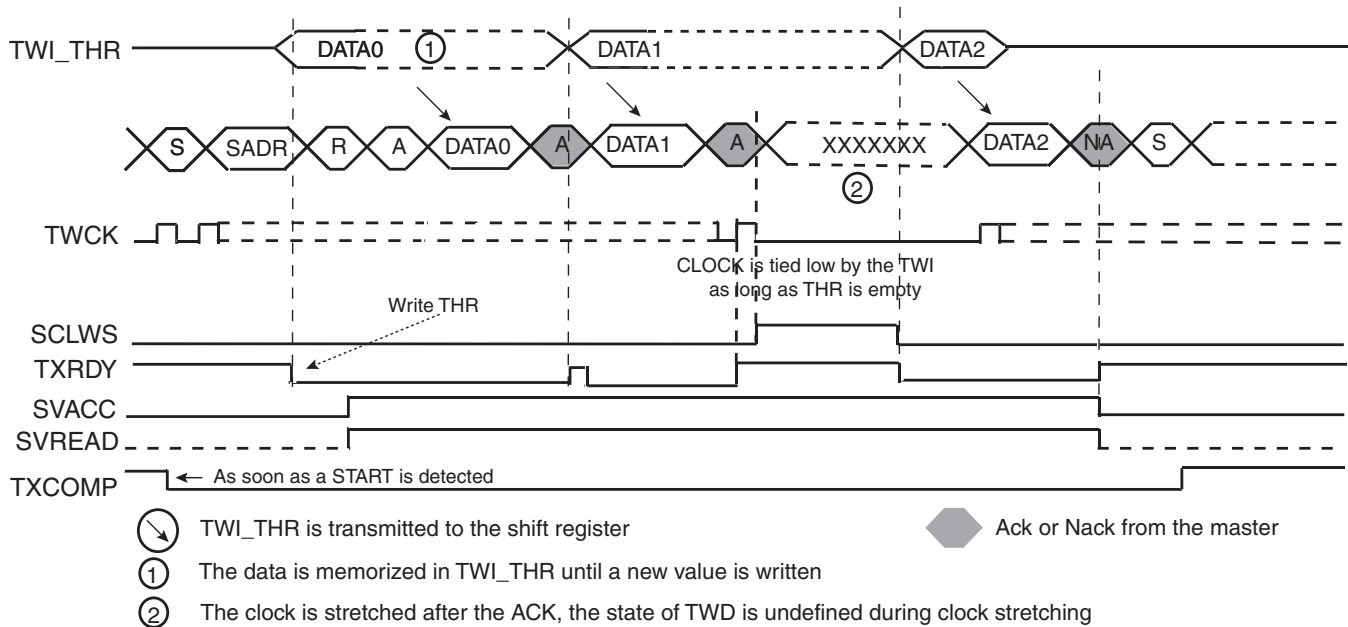 TWI_THR DATA0 1 DATA1 DATA2
S SADR R A DATA0 A DATA1 A XXXXXXX DATA2 NA S
2
TWCK
CLOCK is tied low by the TWI
as long as THR is empty
Write THR
SCLWS
TXRDY
SVACC
SVREAD
TXCOMP As soon as a START is detected
TWI_THR is transmitted to the shift register Ack or Nack from the master
1 The data is memorized in TWI_THR until a new value is written
2 The clock is stretched after the ACK, the state of TWD is undefined during clock stretching